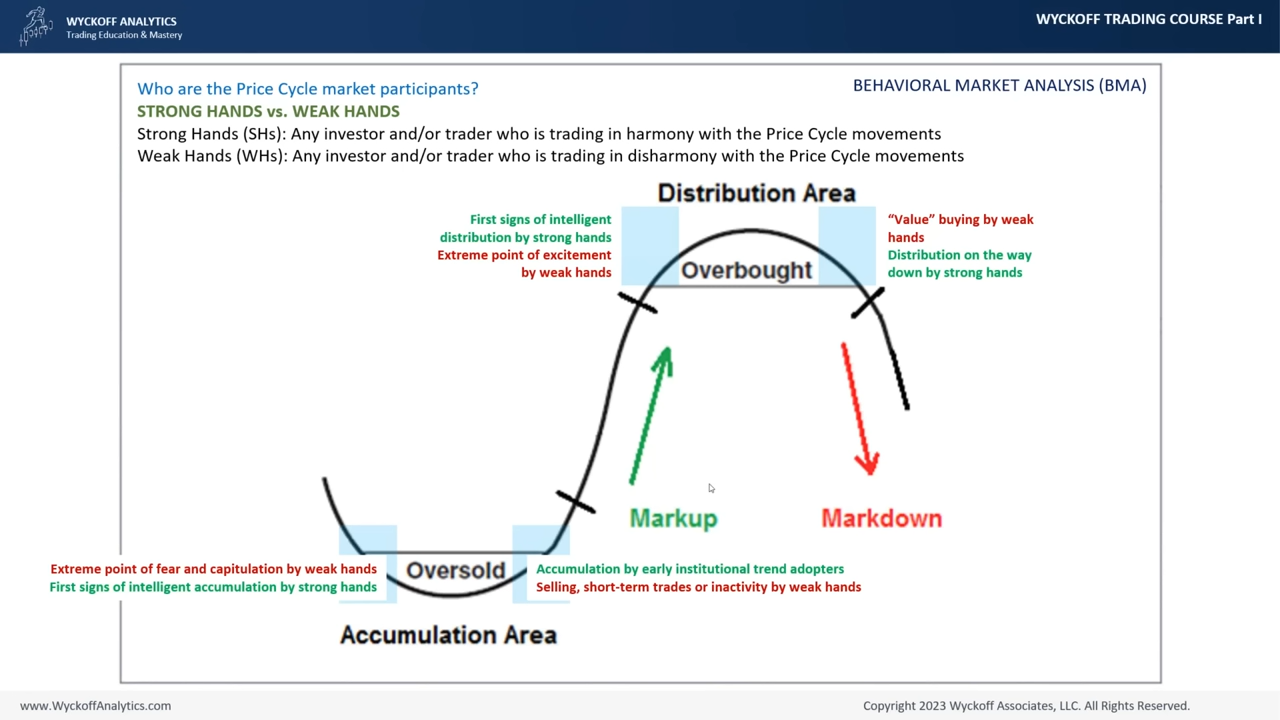 WYCKOFF ANALYTICS
Trading Education & Mastery
WYCKOFF TRADING COURSE Part I
Who are the Price Cycle market participants?
BEHAVIORAL MARKET ANALYSIS (BMA)
STRONG HANDS vs. WEAK HANDS
Strong Hands (SHs): Any investor and/or trader who is trading in harmony with the Price Cycle movements
Weak Hands (WHs): Any investor and/or trader who is trading in disharmony with the Price Cycle movements
Distribution Area
First signs of intelligent
distribution by strong hands
Extreme point of excitement
by weak hands
Overbought
“Value” buying by weak
hands
Distribution on the way
down by strong hands
Markup
Markdown
Extreme point of fear and capitulation by weak hands
First signs of intelligent accumulation by strong hands
Oversold
Accumulation by early institutional trend adopters
Selling, short-term trades or inactivity by weak hands
Accumulation Area
www.WyckoffAnalytics.com
Copyright 2023 Wyckoff Associates, LLC. All Rights Reserved.